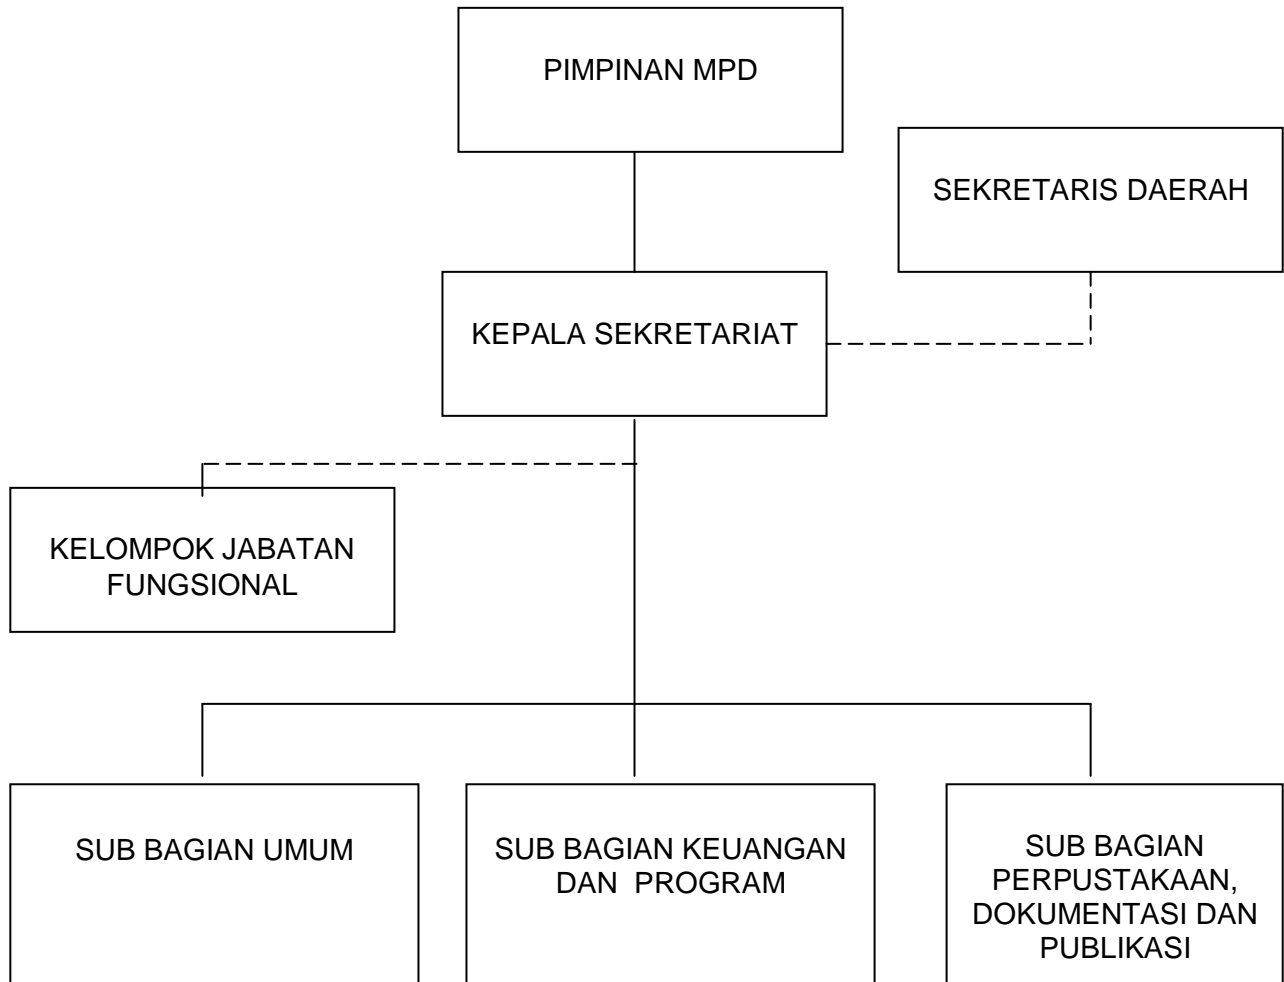 PIMPINAN MPD
SEKRETARIS DAERAH
KEPALA SEKRETARIAT
KELOMPOK JABATAN
FUNGSIONAL
SUB BAGIAN UMUM
SUB BAGIAN KEUANGAN
DAN PROGRAM
SUB BAGIAN
PERPUSTAKAAN,
DOKUMENTASI DAN
PUBLIKASI